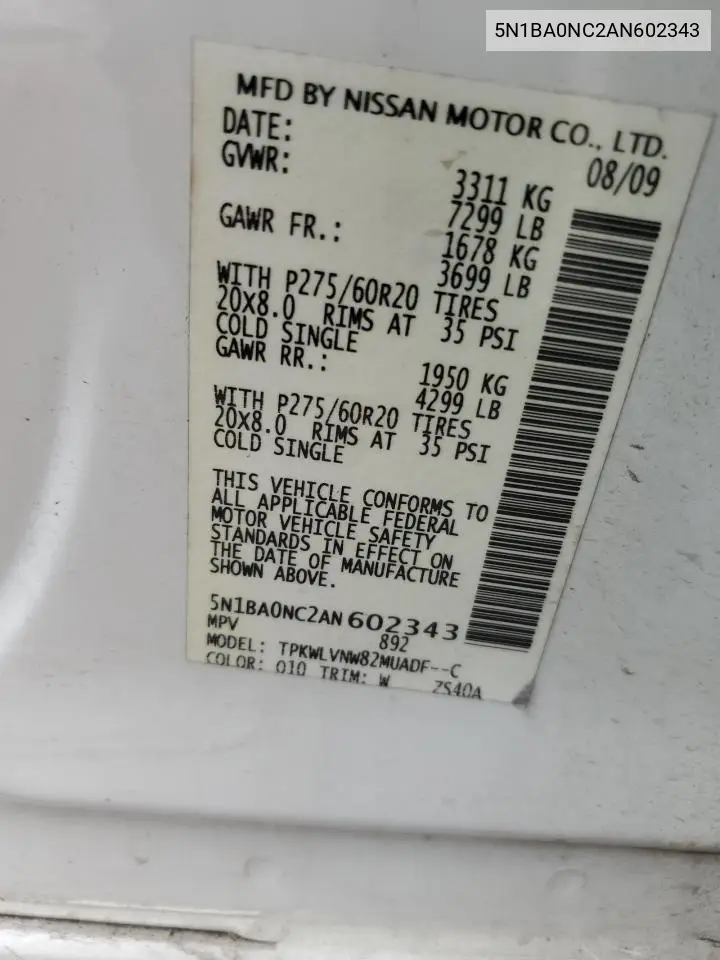 5N1BA0NC2AN602343
MFD BY NISSAN MOTOR CO., LTD.
DATE: 08/09
GVWR: 3311 KG
7299 LB
GAWR FR.: 1678 KG
3699 LB
WITH P275/60R20 TIRES
20X8.0 RIMS AT 35 PSI
COLD SINGLE
GAWR RR.: 1950 KG
4299 LB
WITH P275/60R20 TIRES
20X8.0 RIMS AT 35 PSI
COLD SINGLE
THIS VEHICLE CONFORMS TO
ALL APPLICABLE FEDERAL
MOTOR VEHICLE SAFETY
STANDARDS IN EFFECT ON
THE DATE OF MANUFACTURE
SHOWN ABOVE.
5N1BA0NC2AN602343
MPV 892
MODEL: TPKWLVNW82MUADF--C
COLOR: Q10 TRIM: W ZS40A